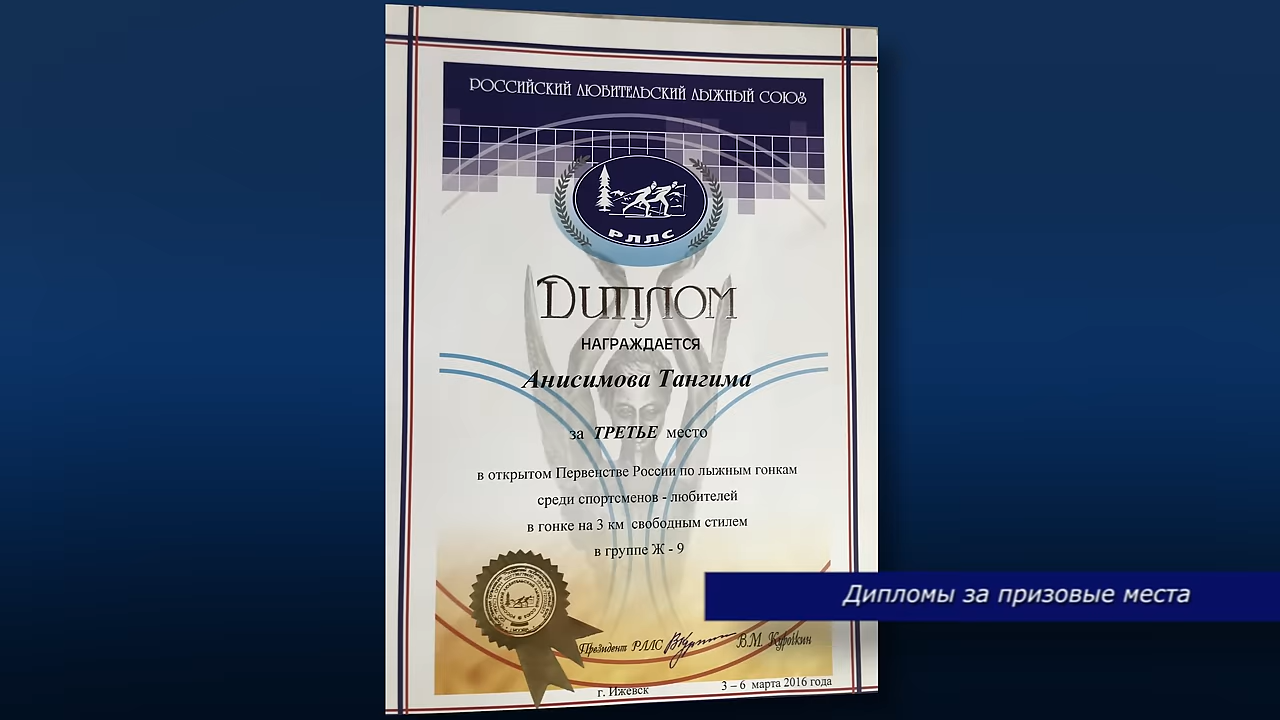 РОССИЙСКИЙ ЛЮБИТЕЛЬСКИЙ ЛЫЖНЫЙ СОЮЗ
РЛЛС
Диплом
НАГРАЖДАЕТСЯ
Анисимова Тангима
за ТРЕТЬЕ место
в открытом Первенстве России по лыжным гонкам
среди спортсменов - любителей
в гонке на 3 км свободным стилем
в группе Ж - 9
Дипломы за призовые места
Президент РЛЛС В.М. Куроткин
г. Ижевск 3 – 6 марта 2016 года